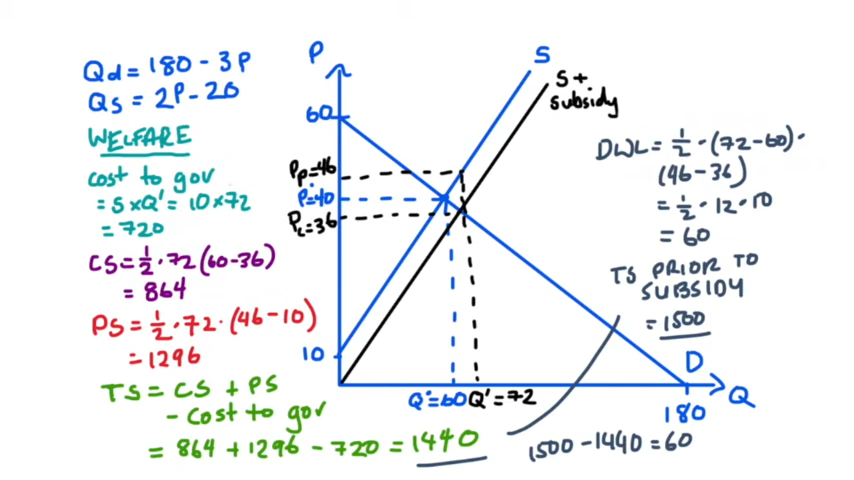 Qd = 180 - 3P
Qs = 2P - 20
WELFARE
cost to gov
= S × Q' = 10 × 72
= 720
CS = 1/2 · 72 (60 - 36)
= 864
PS = 1/2 · 72 · (46 - 10)
= 1296
TS = CS + PS
- cost to gov
= 864 + 1296 - 720 = 1440
P
60
Pp = 46
P* = 40
Pc = 36
10
S
S +
subsidy
D
Q
Q* = 60
Q' = 72
180
DWL = 1/2 · (72 - 60) ·
(46 - 36)
= 1/2 · 12 · 10
= 60
TS PRIOR TO
SUBSIDY
= 1500
1500 - 1440 = 60